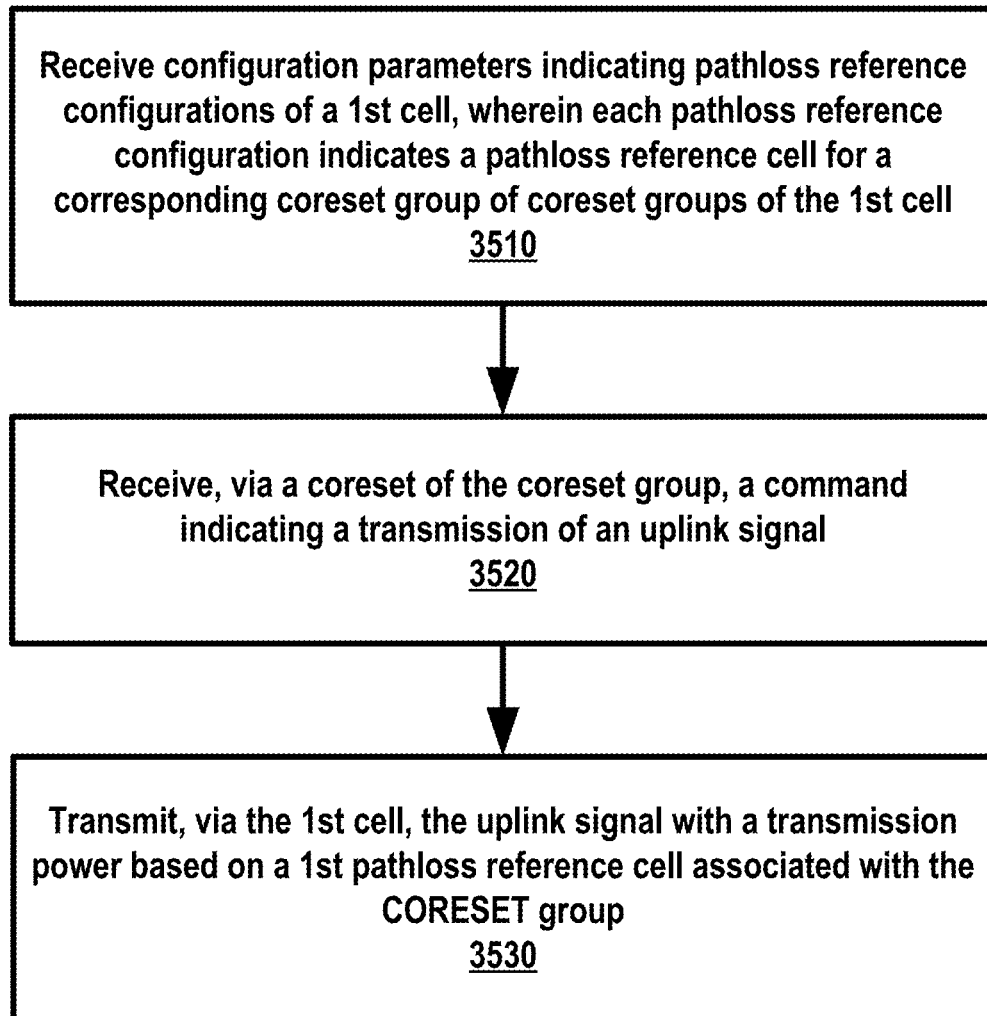 Receive configuration parameters indicating pathloss reference
configurations of a 1st cell, wherein each pathloss reference
configuration indicates a pathloss reference cell for a
corresponding coreset group of coreset groups of the 1st cell
3510
Receive, via a coreset of the coreset group, a command
indicating a transmission of an uplink signal
3520
Transmit, via the 1st cell, the uplink signal with a transmission
power based on a 1st pathloss reference cell associated with the
CORESET group
3530